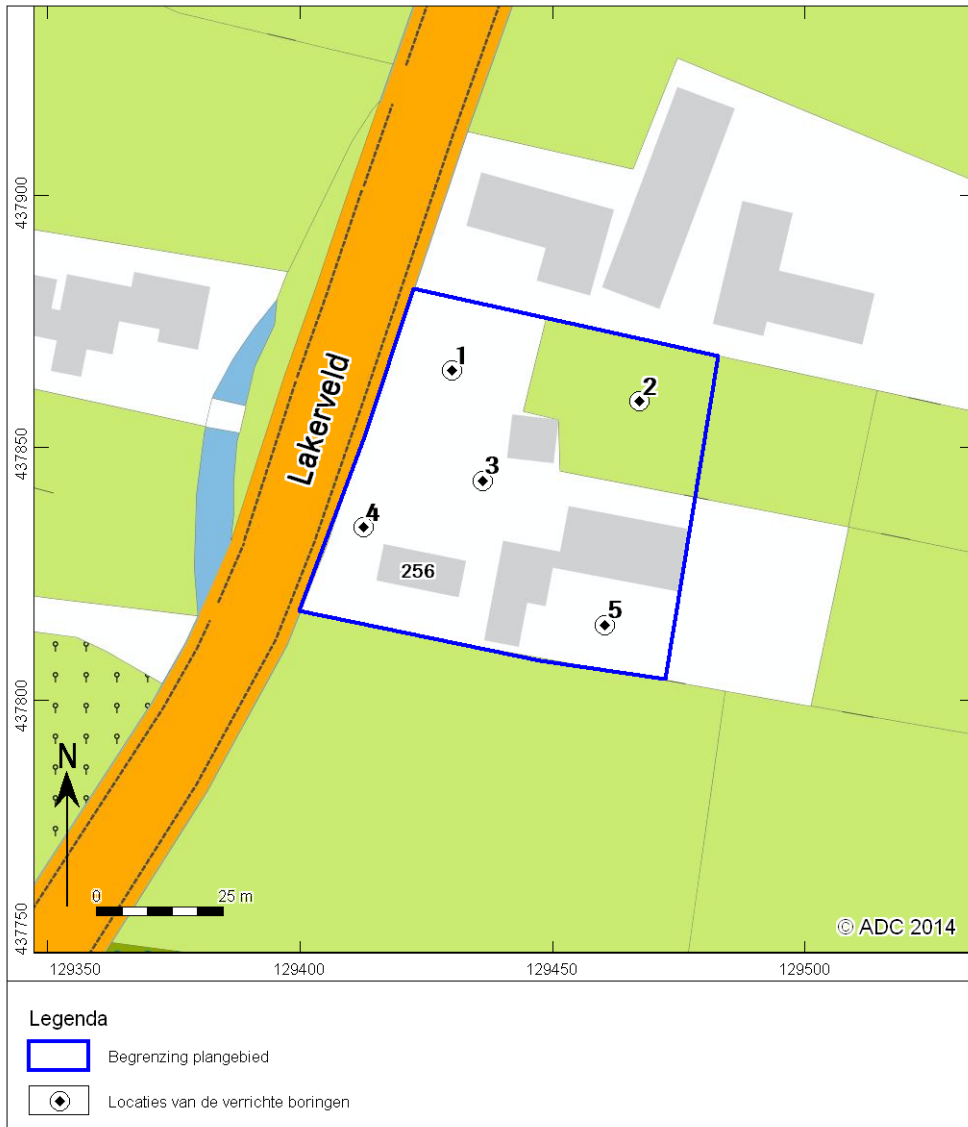 437900
437850
437800
437750
Lakerveld
1
2
3
4
5
256
N
0
25 m
© ADC 2014
129350
129400
129450
129500
Legenda
Begrenzing plangebied
Locaties van de verrichte boringen